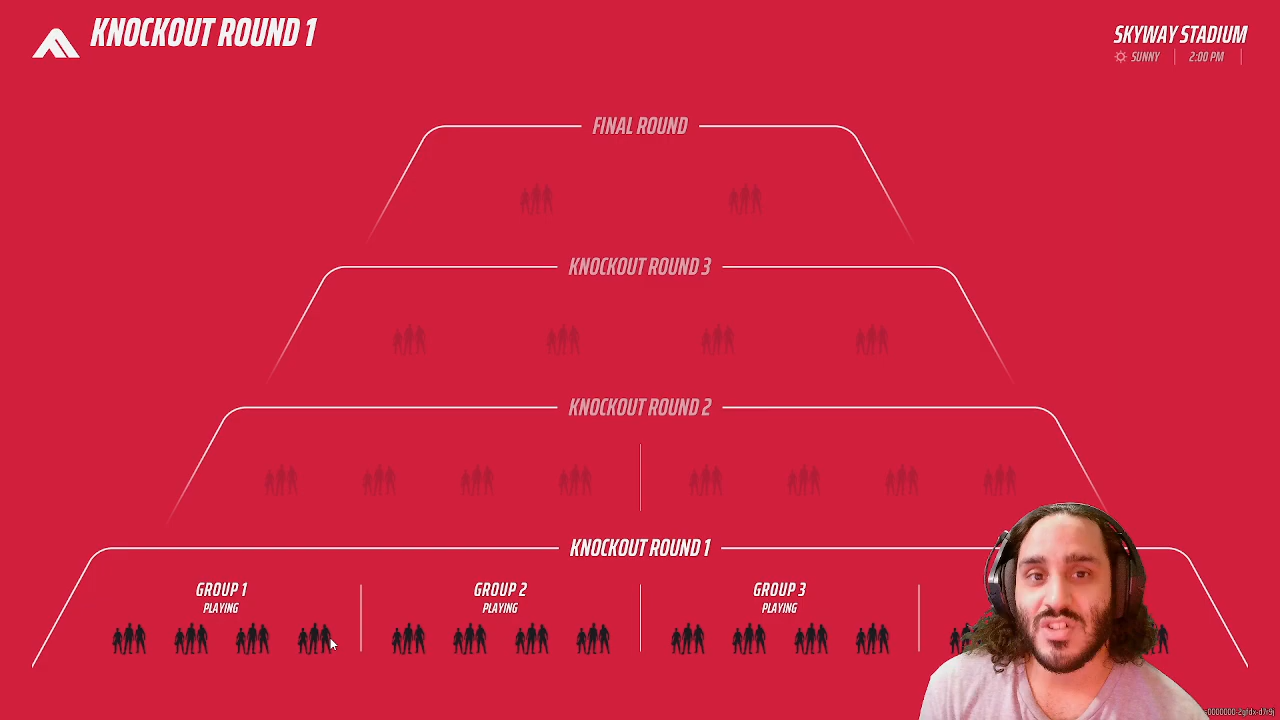 KNOCKOUT ROUND 1
SKYWAY STADIUM
SUNNY
2:00 PM
FINAL ROUND
KNOCKOUT ROUND 3
KNOCKOUT ROUND 2
KNOCKOUT ROUND 1
GROUP 1
PLAYING
GROUP 2
PLAYING
GROUP 3
PLAYING